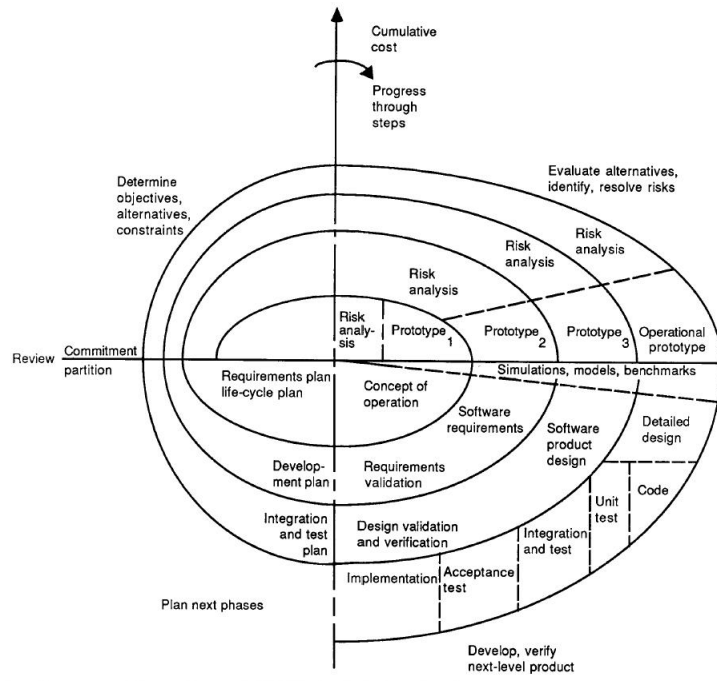 Cumulative
cost
Progress
through
steps
Determine
objectives,
alternatives,
constraints
Evaluate alternatives,
identify, resolve risks
Risk
analysis
Risk
analysis
Risk
analysis
Risk
analy-
sis
Prototype
1
Prototype
2
Prototype
3
Operational
prototype
Review
Commitment
partition
Simulations, models, benchmarks
Requirements plan
life-cycle plan
Concept of
operation
Software
requirements
Software
product
design
Detailed
design
Develop-
ment plan
Requirements
validation
Code
Unit
test
Integration
and test
plan
Design validation
and verification
Integration
and test
Implementation
Acceptance
test
Plan next phases
Develop, verify
next-level product